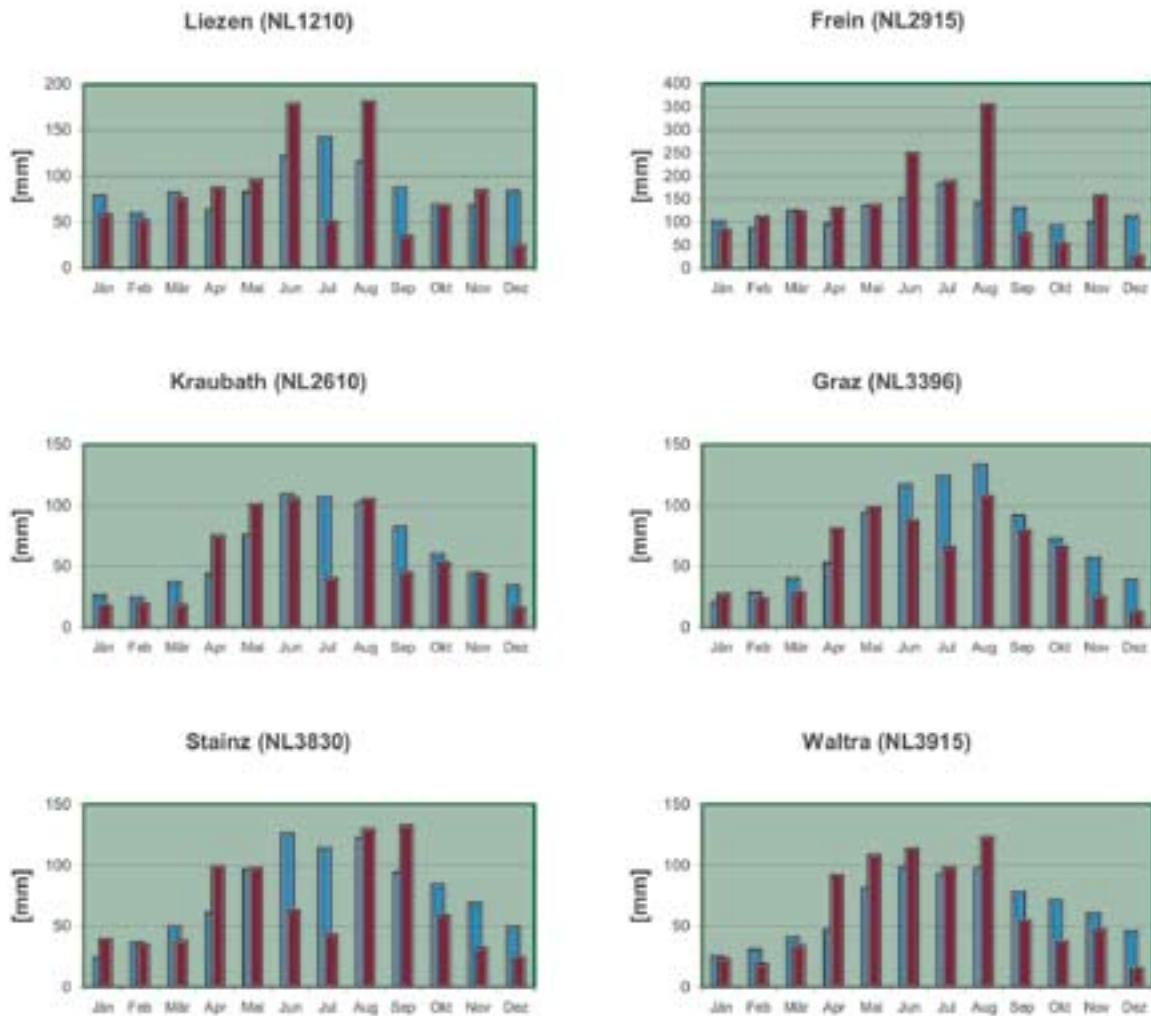 Liezen (NL1210)
[mm]
200
150
100
50
0
Jän Feb Mär Apr Mai Jun Jul Aug Sep Okt Nov Dez
Frein (NL2915)
[mm]
400
350
300
250
200
150
100
50
0
Jän Feb Mär Apr Mai Jun Jul Aug Sep Okt Nov Dez
Kraubath (NL2610)
[mm]
150
100
50
0
Jän Feb Mär Apr Mai Jun Jul Aug Sep Okt Nov Dez
Graz (NL3396)
[mm]
150
100
50
0
Jän Feb Mär Apr Mai Jun Jul Aug Sep Okt Nov Dez
Stainz (NL3830)
[mm]
150
100
50
0
Jän Feb Mär Apr Mai Jun Jul Aug Sep Okt Nov Dez
Waltra (NL3915)
[mm]
150
100
50
0
Jän Feb Mär Apr Mai Jun Jul Aug Sep Okt Nov Dez